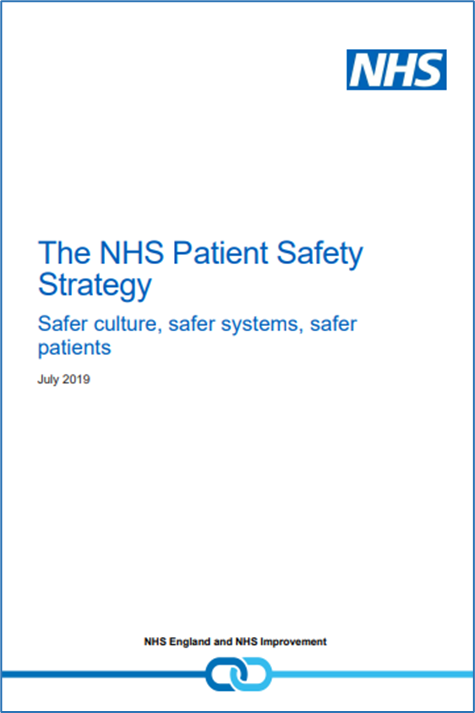 NHS
The NHS Patient Safety
Strategy
Safer culture, safer systems, safer
patients
July 2019
NHS England and NHS Improvement